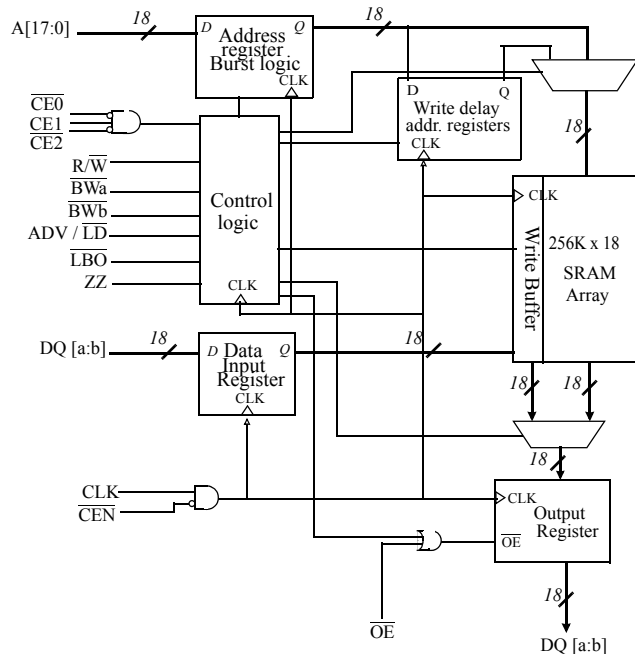 A[17:0]
18
D
Address
register
Burst logic
Q
CLK
18
D
Q
Write delay
addr. registers
CLK
18
CE0
CE1
CE2
R/W
BWa
BWb
ADV / LD
LBO
ZZ
Control
logic
CLK
CLK
Write Buffer
256K x 18
SRAM
Array
DQ [a:b]
18
D
Data
Input
Register
Q
CLK
18
18
18
18
CLK
CEN
CLK
Output
Register
OE
OE
18
DQ [a:b]